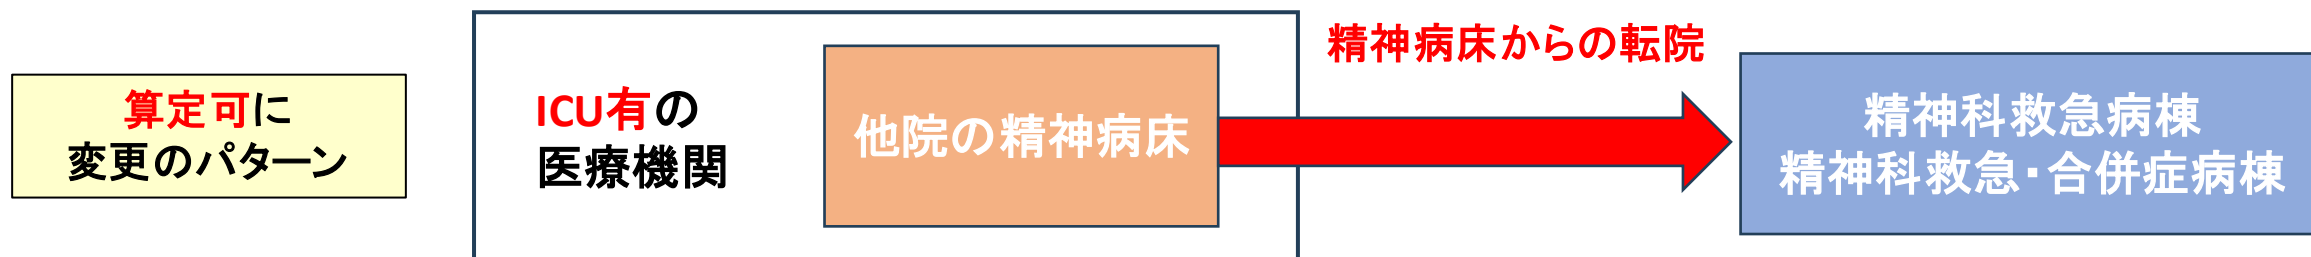 算定可に
変更のパターン
ICU有の
医療機関
他院の精神病床
精神病床からの転院
精神科救急病棟
精神科救急・合併症病棟